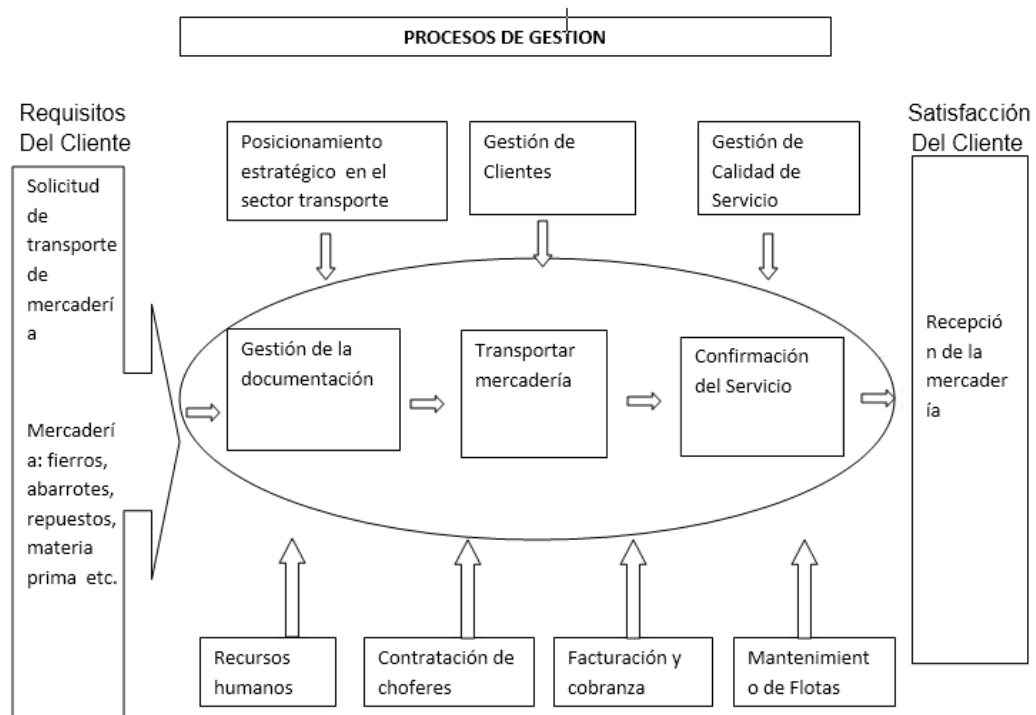 PROCESOS DE GESTION
Requisitos
Del Cliente
Satisfacción
Del Cliente
Posicionamiento
estratégico en el
sector transporte
Gestión de
Clientes
Gestión de
Calidad de
Servicio
Solicitud
de
transporte
de
mercaderí
a
Mercaderí
a: fierros,
abarrotes,
repuestos,
materia
prima etc.
Gestión de la
documentación
Transportar
mercadería
Confirmación
del Servicio
Recepció
n de la
mercader
ía
Recursos
humanos
Contratación de
choferes
Facturación y
cobranza
Mantenimient
o de Flotas